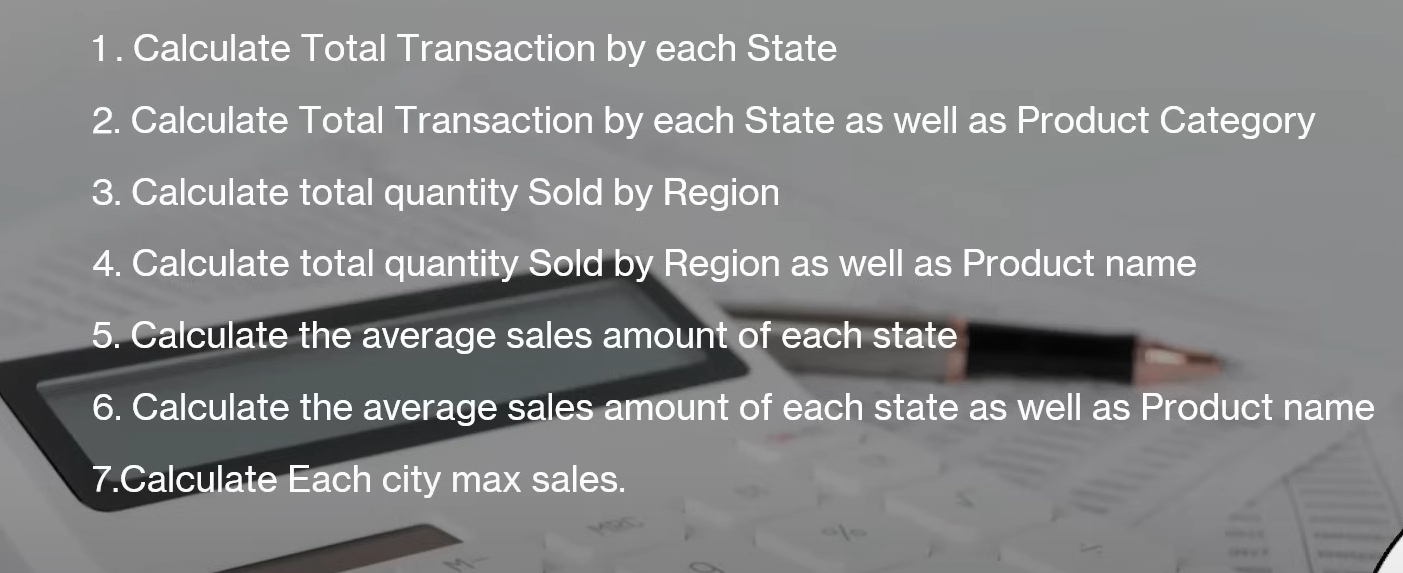 1. Calculate Total Transaction by each State
2. Calculate Total Transaction by each State as well as Product Category
3. Calculate total quantity Sold by Region
4. Calculate total quantity Sold by Region as well as Product name
5. Calculate the average sales amount of each state
6. Calculate the average sales amount of each state as well as Product name
7.Calculate Each city max sales.
MRC
%
M-